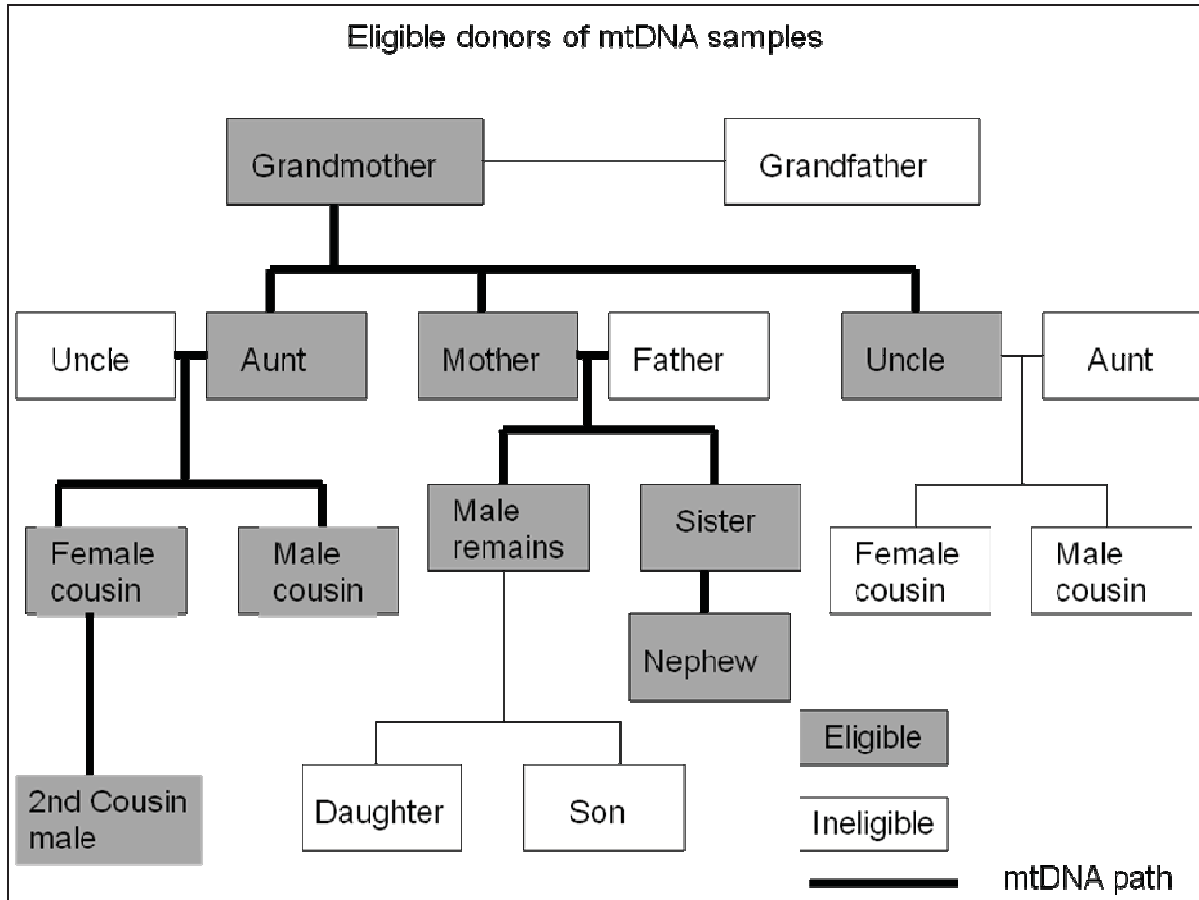 Eligible donors of mtDNA samples
Grandmother
Grandfather
Uncle
Aunt
Mother
Father
Uncle
Aunt
Female
cousin
Male
cousin
Male
remains
Sister
Female
cousin
Male
cousin
Nephew
Eligible
2nd Cousin
male
Daughter
Son
Ineligible
mtDNA path